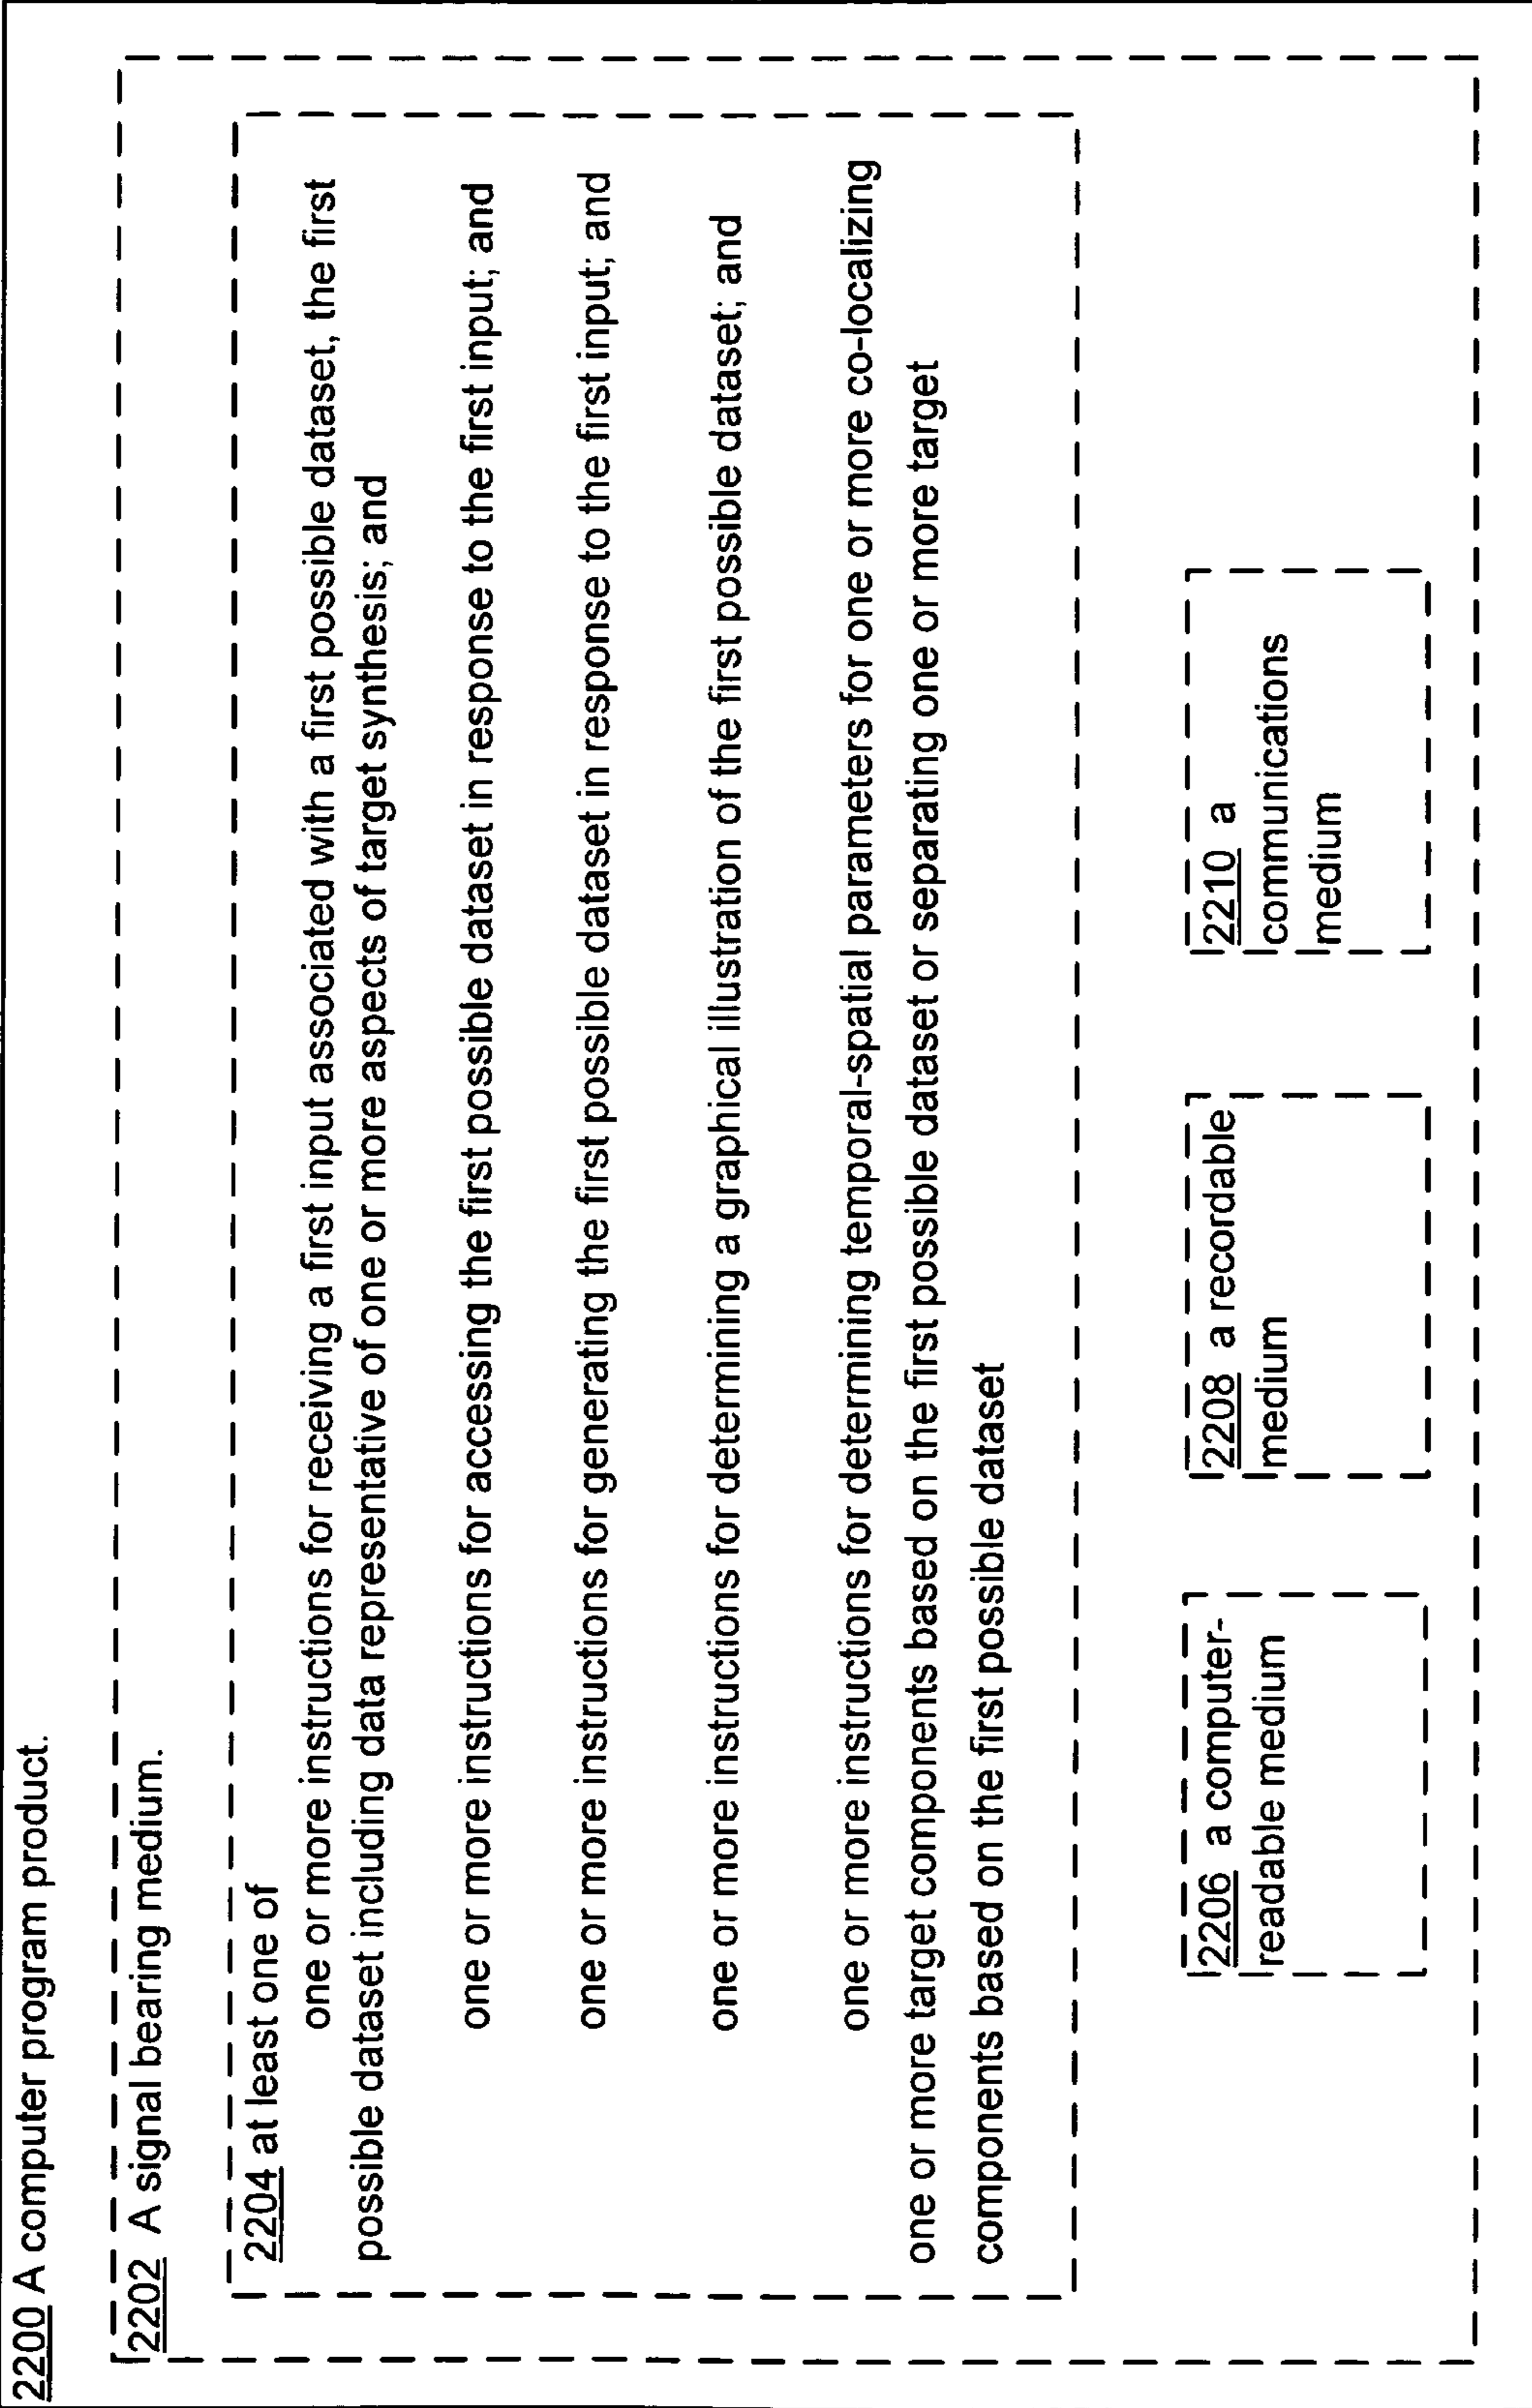 2200 A computer program product.
2202 A signal bearing medium.
2204 at least one of
one or more instructions for receiving a first input associated with a first possible dataset, the first
possible dataset including data representative of one or more aspects of target synthesis; and
one or more instructions for accessing the first possible dataset in response to the first input; and
one or more instructions for generating the first possible dataset in response to the first input; and
one or more instructions for determining a graphical illustration of the first possible dataset; and
one or more instructions for determining temporal-spatial parameters for one or more co-localizing
one or more target components based on the first possible dataset or separating one or more target
components based on the first possible dataset
2206 a computer-
readable medium
2208 a recordable
medium
2210 a
communications
medium